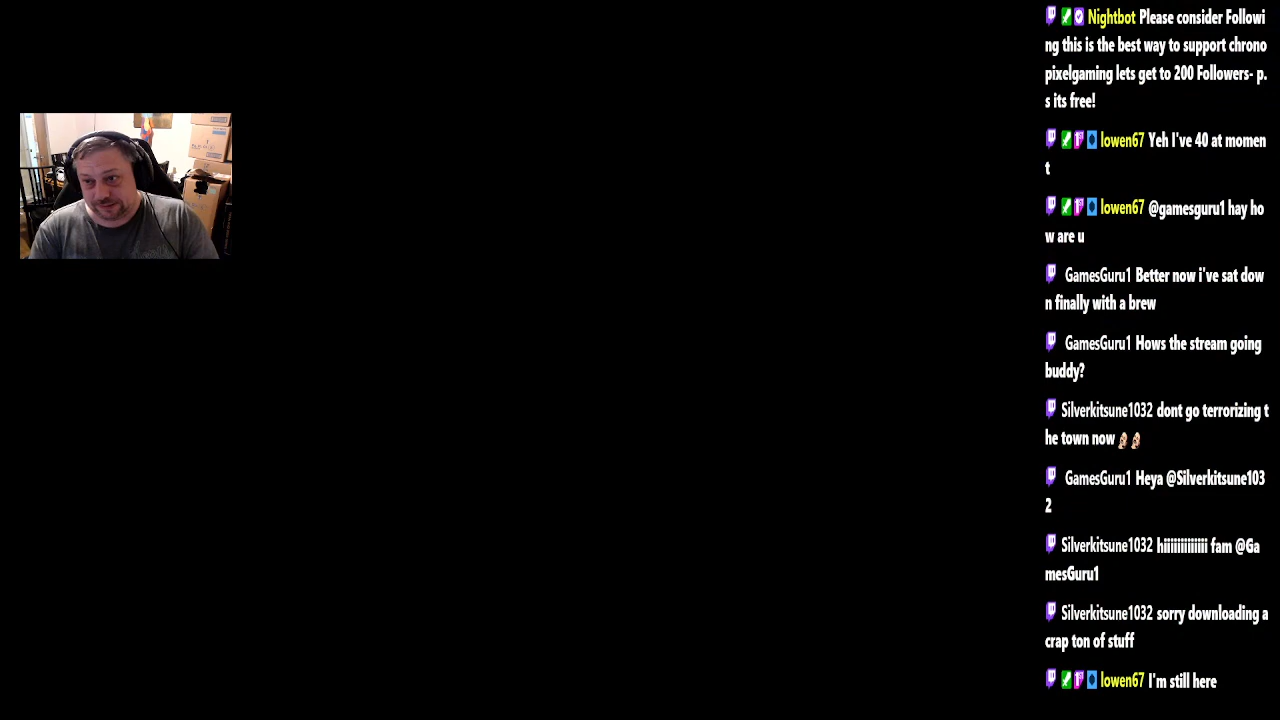 Nightbot Please consider Followi
ng this is the best way to support chrono
pixelgaming lets get to 200 Followers- p.
s its free!
lowen67 Yeh I've 40 at momen
t
lowen67 @gamesguru1 hay ho
w are u
GamesGuru1 Better now i've sat dow
n finally with a brew
GamesGuru1 Hows the stream going
buddy?
Silverkitsune1032 dont go terrorizing t
he town now
GamesGuru1 Heya @Silverkitsune103
2
Silverkitsune1032 hiiiiiiiiiiiiii fam @Ga
mesGuru1
Silverkitsune1032 sorry downloading a
crap ton of stuff
lowen67 I'm still here